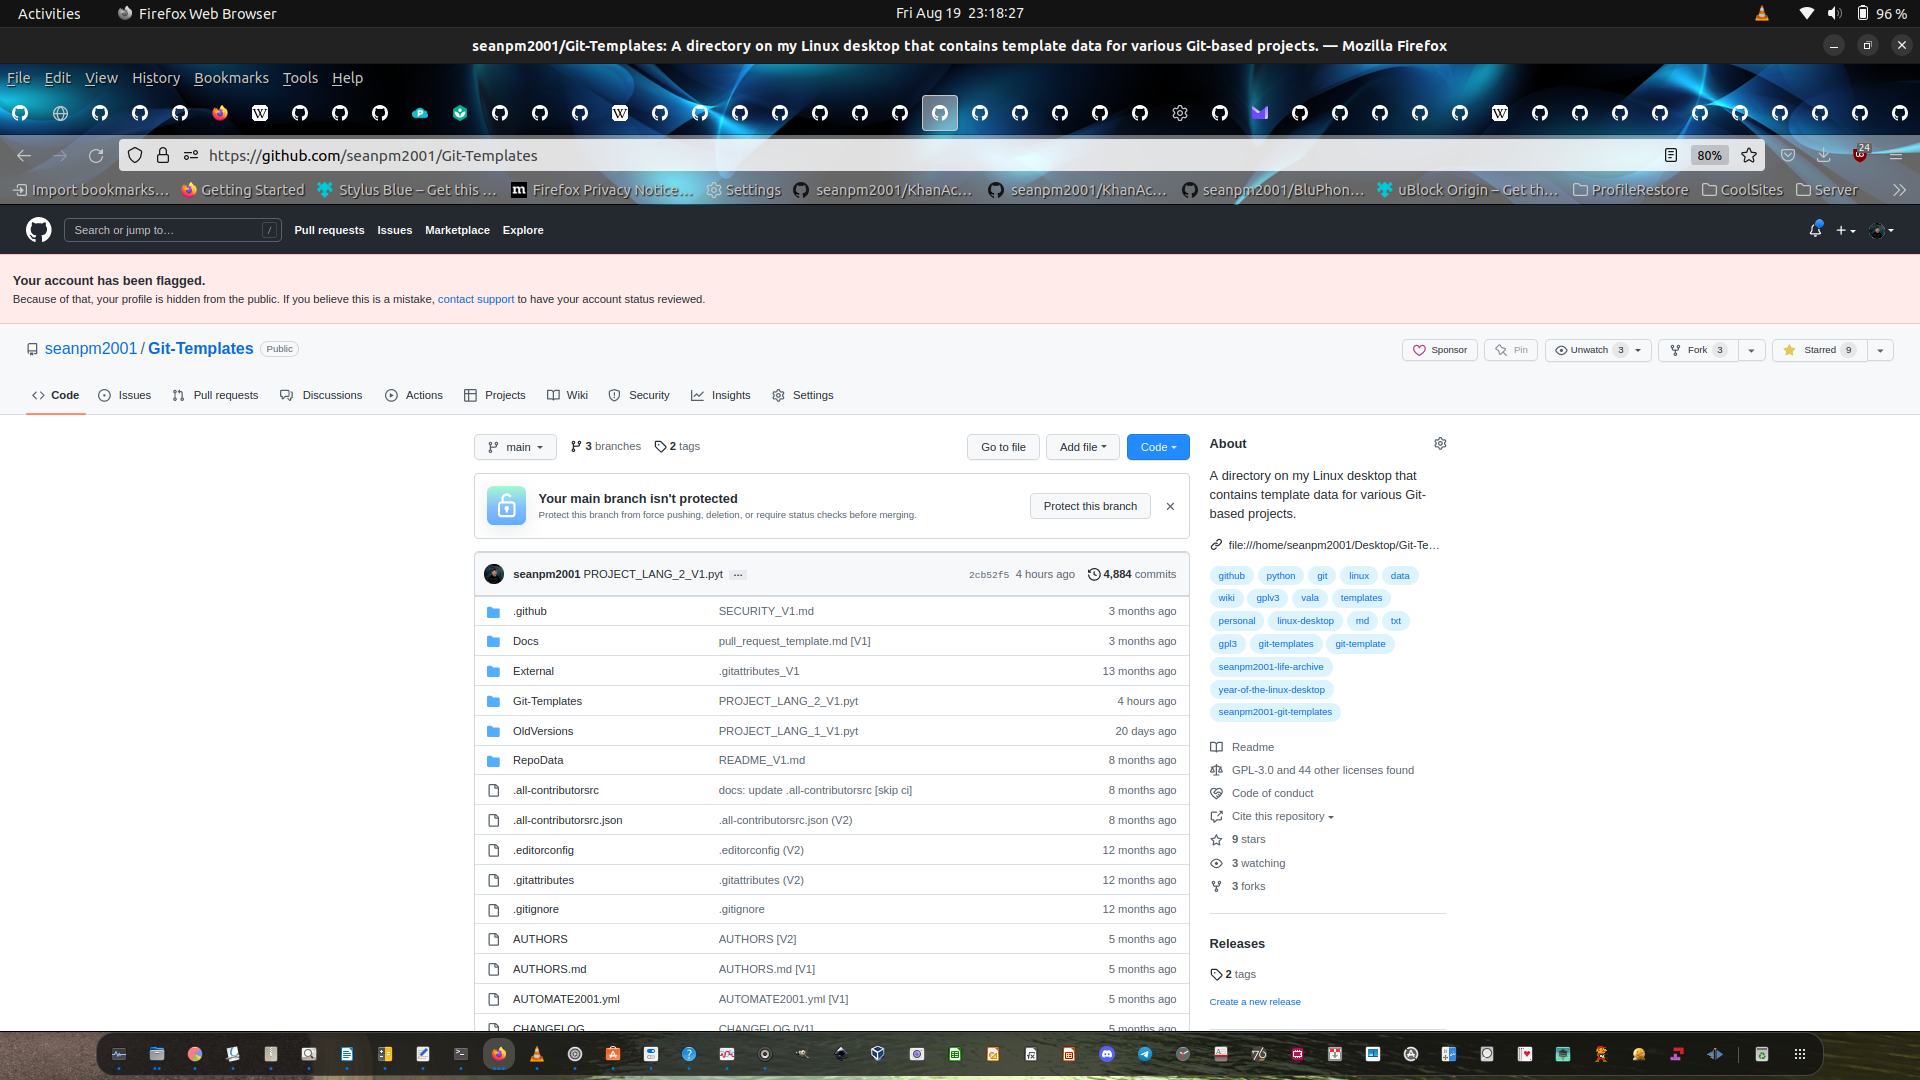 Activities
Firefox Web Browser
Fri Aug 19 23:18:27
96 %
seanpm2001/Git-Templates: A directory on my Linux desktop that contains template data for various Git-based projects. — Mozilla Firefox
File Edit View History Bookmarks Tools Help
https://github.com/seanpm2001/Git-Templates
80%
24
Import bookmarks… Getting Started Stylus Blue – Get this … Firefox Privacy Notice… Settings seanpm2001/KhanAc… seanpm2001/KhanAc… seanpm2001/BluPhon… uBlock Origin – Get th… ProfileRestore CoolSites Server
Search or jump to… /
Pull requests Issues Marketplace Explore
Your account has been flagged.
Because of that, your profile is hidden from the public. If you believe this is a mistake, contact support to have your account status reviewed.
seanpm2001 / Git-Templates Public
Sponsor Pin Unwatch 3 Fork 3 Starred 9
Code Issues Pull requests Discussions Actions Projects Wiki Security Insights Settings
main 3 branches 2 tags
Go to file Add file Code
Your main branch isn't protected
Protect this branch from force pushing, deletion, or require status checks before merging.
Protect this branch
seanpm2001 PROJECT_LANG_2_V1.pyt … 2cb52f5 4 hours ago 4,884 commits
.github SECURITY_V1.md 3 months ago
Docs pull_request_template.md [V1] 3 months ago
External .gitattributes_V1 13 months ago
Git-Templates PROJECT_LANG_2_V1.pyt 4 hours ago
OldVersions PROJECT_LANG_1_V1.pyt 20 days ago
RepoData README_V1.md 8 months ago
.all-contributorsrc docs: update .all-contributorsrc [skip ci] 8 months ago
.all-contributorsrc.json .all-contributorsrc.json (V2) 8 months ago
.editorconfig .editorconfig (V2) 12 months ago
.gitattributes .gitattributes (V2) 12 months ago
.gitignore .gitignore 12 months ago
AUTHORS AUTHORS [V2] 5 months ago
AUTHORS.md AUTHORS.md [V1] 5 months ago
AUTOMATE2001.yml AUTOMATE2001.yml [V1] 5 months ago
CHANGELOG CHANGELOG [V1] 5 months ago
About
A directory on my Linux desktop that
contains template data for various Git-
based projects.
file:///home/seanpm2001/Desktop/Git-Te…
github python git linux data
wiki gplv3 vala templates
personal linux-desktop md txt
gpl3 git-templates git-template
seanpm2001-life-archive
year-of-the-linux-desktop
seanpm2001-git-templates
Readme
GPL-3.0 and 44 other licenses found
Code of conduct
Cite this repository
9 stars
3 watching
3 forks
Releases
2 tags
Create a new release